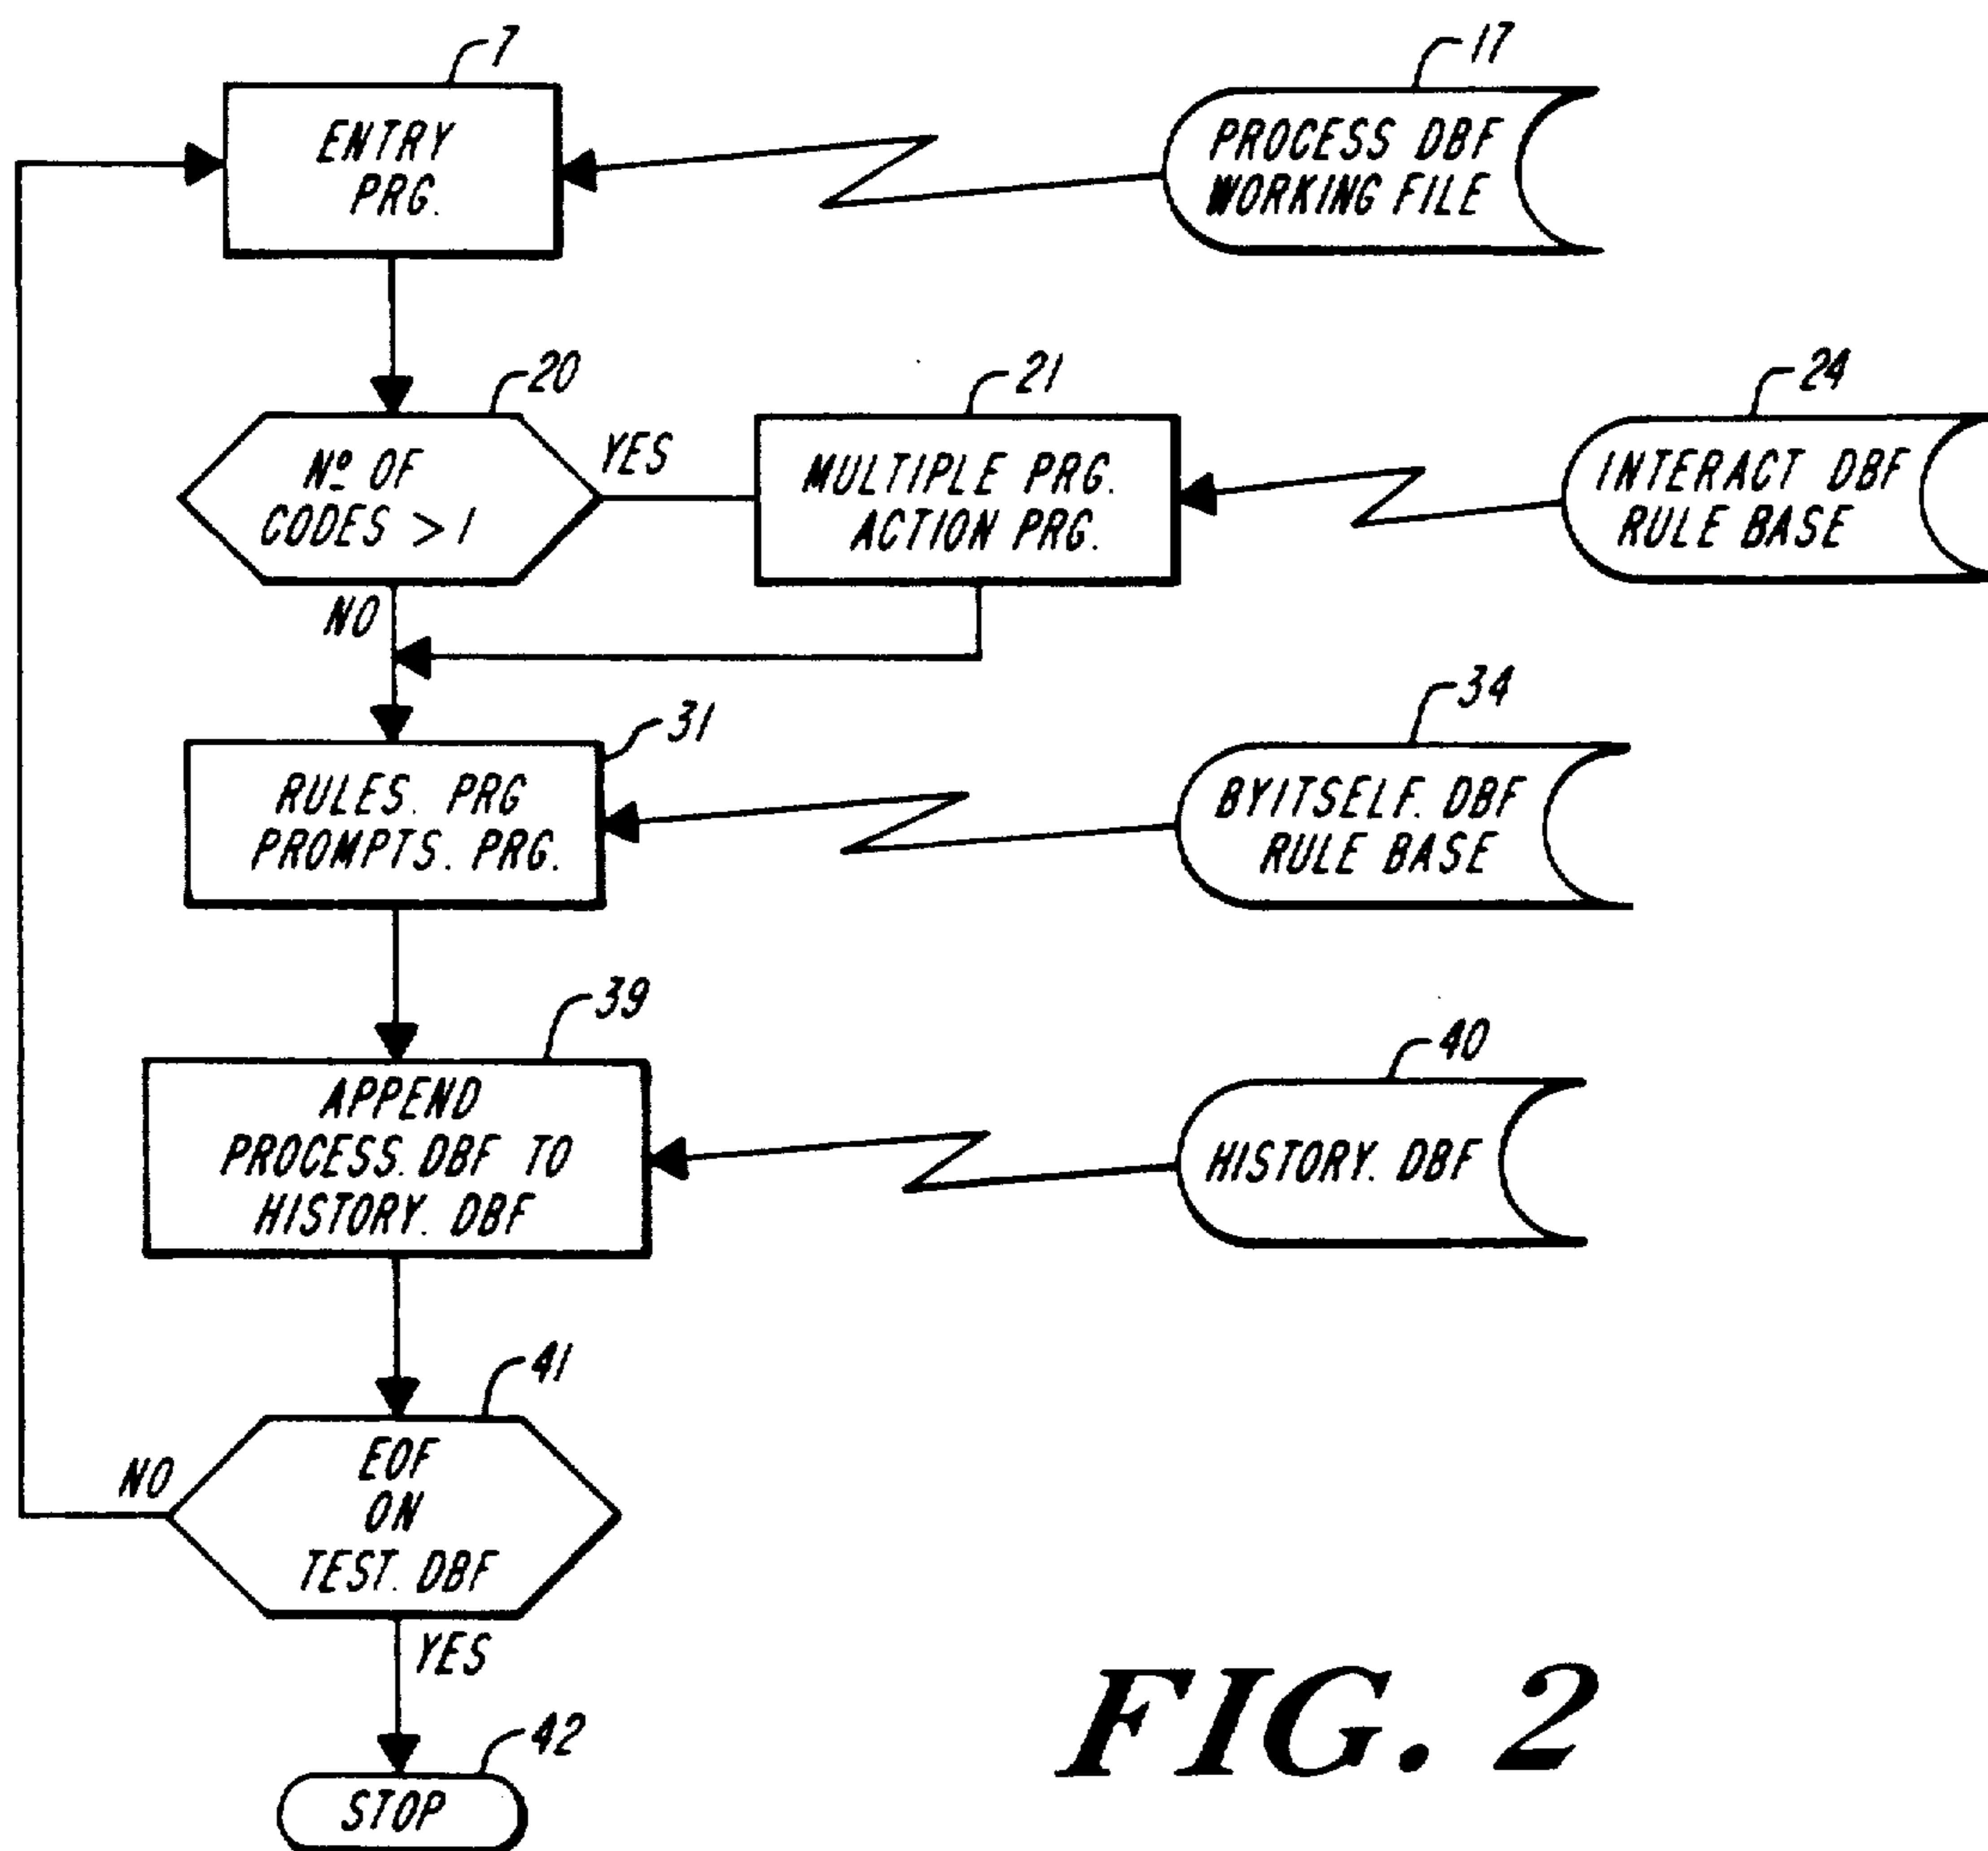 7
ENTRY
PRG.
17
PROCESS DBF
WORKING FILE
20
Nº OF
CODES > 1
YES
NO
21
MULTIPLE PRG.
ACTION PRG.
24
INTERACT DBF
RULE BASE
31
RULES. PRG
PROMPTS. PRG.
34
BYITSELF. DBF
RULE BASE
39
APPEND
PROCESS. DBF TO
HISTORY. DBF
40
HISTORY. DBF
41
EOF
ON
TEST. DBF
NO
YES
42
STOP
FIG. 2